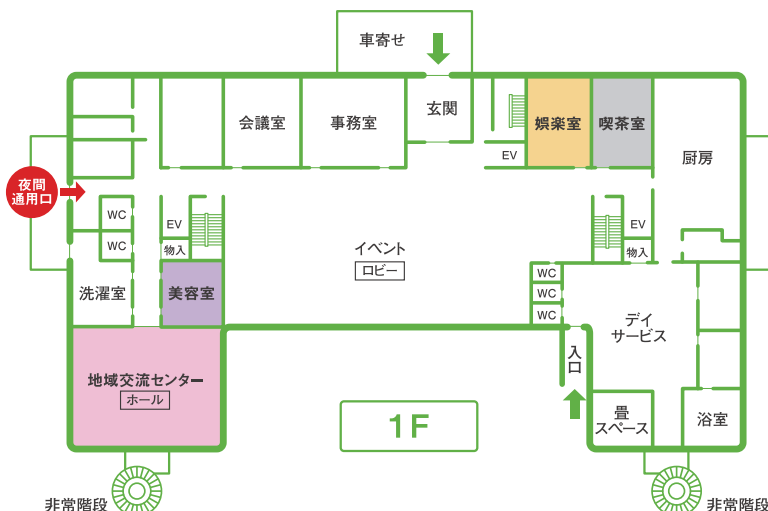 車寄せ
玄関
会議室
事務室
娯楽室
喫茶室
厨房
EV
夜間
通用口
WC
WC
EV
物入
イベント
ロビー
EV
物入
洗濯室
美容室
WC
WC
WC
デイ
サービス
入口
地域交流センター
ホール
1F
畳
スペース
浴室
非常階段
非常階段